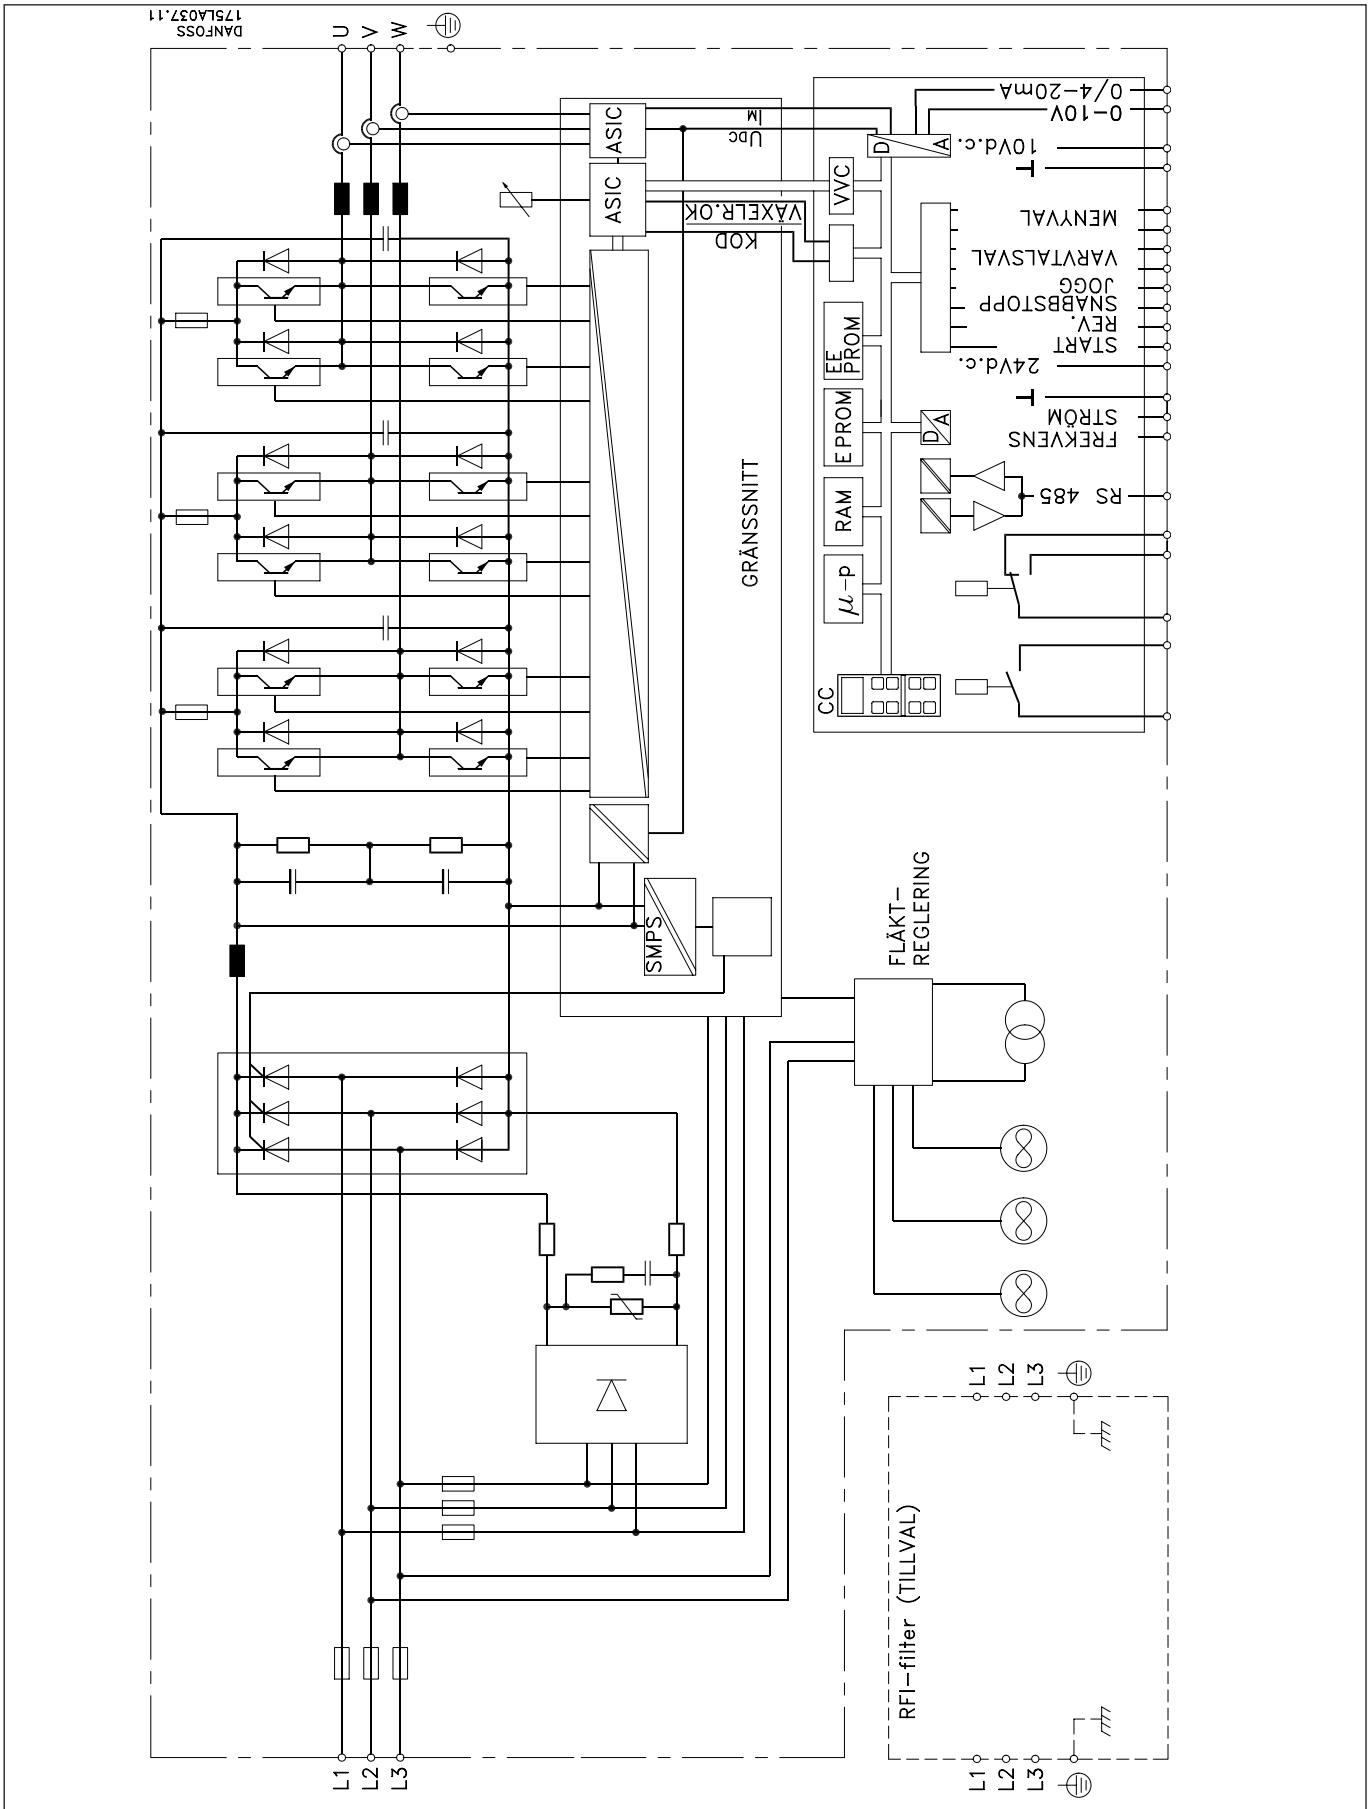 DANFOSS
175LA037.11
U
V
W
0/4-20mA
0-10V
10Vd.c.
MENYVAL
VARVTALSVAL
JOGG
SNABBSTOPP
REV.
START
24Vd.c.
STRÖM
FREKVENS
RS 485
ASIC
ASIC
IM
UDC
D
A
VVC
VÄXELR.OK
KOD
EE
PROM
EPROM
D/A
RAM
μ-p
CC
GRÄNSSNITT
SMPS
FLÄKT-
REGLERING
L1
L2
L3
RFI-filter (TILLVAL)
L1
L2
L3
L1
L2
L3